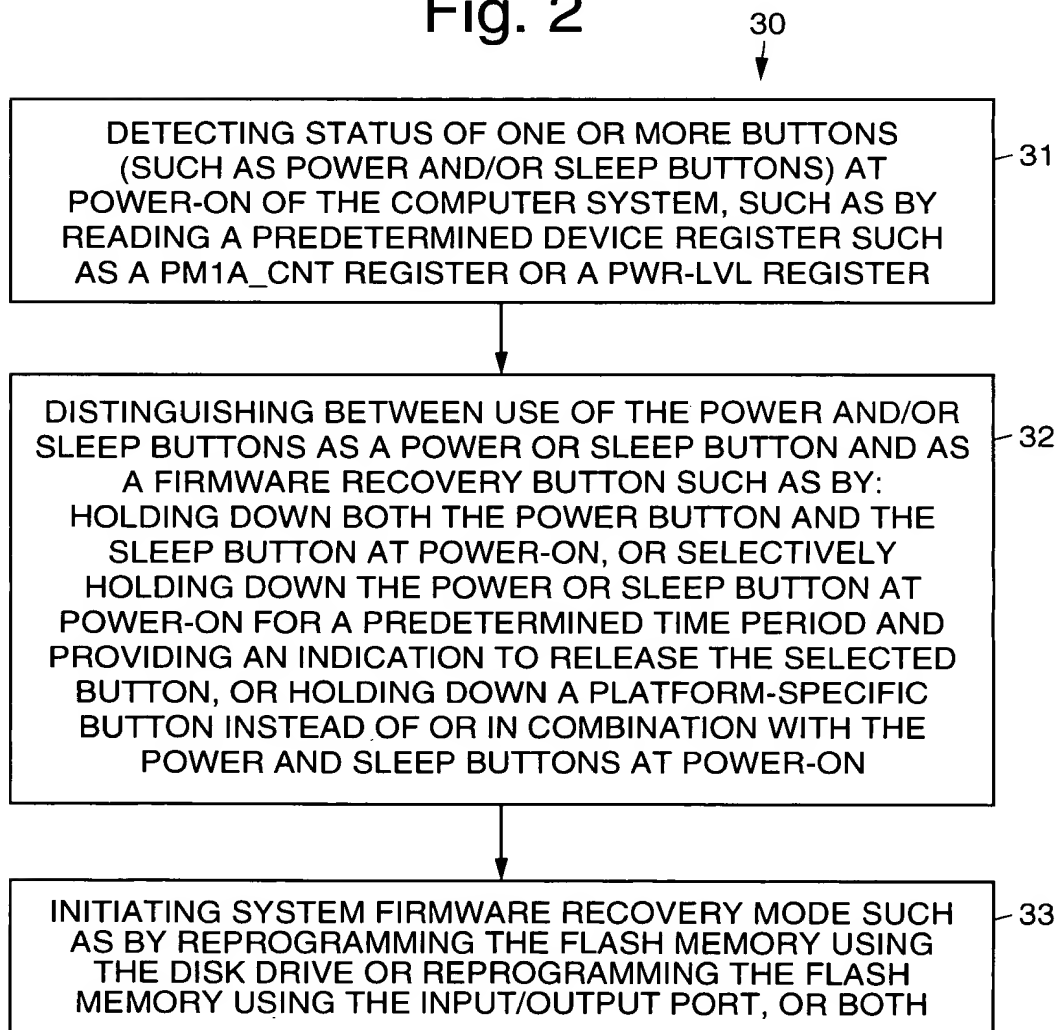 Fig. 2
30
DETECTING STATUS OF ONE OR MORE BUTTONS
(SUCH AS POWER AND/OR SLEEP BUTTONS) AT
POWER-ON OF THE COMPUTER SYSTEM, SUCH AS BY
READING A PREDETERMINED DEVICE REGISTER SUCH
AS A PM1A_CNT REGISTER OR A PWR-LVL REGISTER
31
DISTINGUISHING BETWEEN USE OF THE POWER AND/OR
SLEEP BUTTONS AS A POWER OR SLEEP BUTTON AND AS
A FIRMWARE RECOVERY BUTTON SUCH AS BY:
HOLDING DOWN BOTH THE POWER BUTTON AND THE
SLEEP BUTTON AT POWER-ON, OR SELECTIVELY
HOLDING DOWN THE POWER OR SLEEP BUTTON AT
POWER-ON FOR A PREDETERMINED TIME PERIOD AND
PROVIDING AN INDICATION TO RELEASE THE SELECTED
BUTTON, OR HOLDING DOWN A PLATFORM-SPECIFIC
BUTTON INSTEAD OF OR IN COMBINATION WITH THE
POWER AND SLEEP BUTTONS AT POWER-ON
32
INITIATING SYSTEM FIRMWARE RECOVERY MODE SUCH
AS BY REPROGRAMMING THE FLASH MEMORY USING
THE DISK DRIVE OR REPROGRAMMING THE FLASH
MEMORY USING THE INPUT/OUTPUT PORT, OR BOTH
33